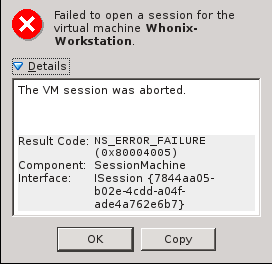 Failed to open a session for the
virtual machine Whonix-
Workstation.
Details
The VM session was aborted.
Result Code: NS_ERROR_FAILURE
(0x80004005)
Component: SessionMachine
Interface: ISession {7844aa05-
b02e-4cdd-a04f-
ade4a762e6b7}
OK Copy